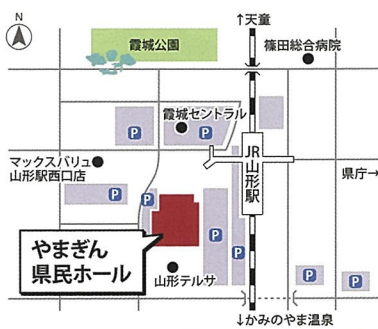 N
↑天童
霞城公園
篠田総合病院
霞城セントラル
P
P
マックスバリュ
山形駅西口店
JR山形駅
県庁→
P
P
P
P
やまぎん
県民ホール
山形テルサ
P
P
↓かみのやま温泉